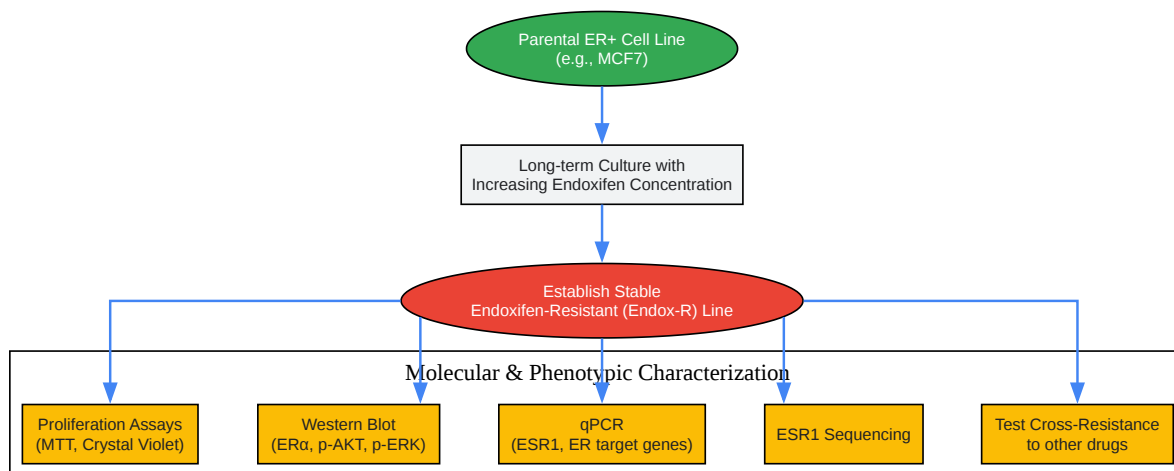 Parental ER+ Cell Line
(e.g., MCF7)
Long-term Culture with
Increasing Endoxifen Concentration
Establish Stable
Endoxifen-Resistant (Endox-R) Line
Molecular & Phenotypic Characterization
Proliferation Assays
(MTT, Crystal Violet)
Western Blot
(ERα, p-AKT, p-ERK)
qPCR
(ESR1, ER target genes)
ESR1 Sequencing
Test Cross-Resistance
to other drugs